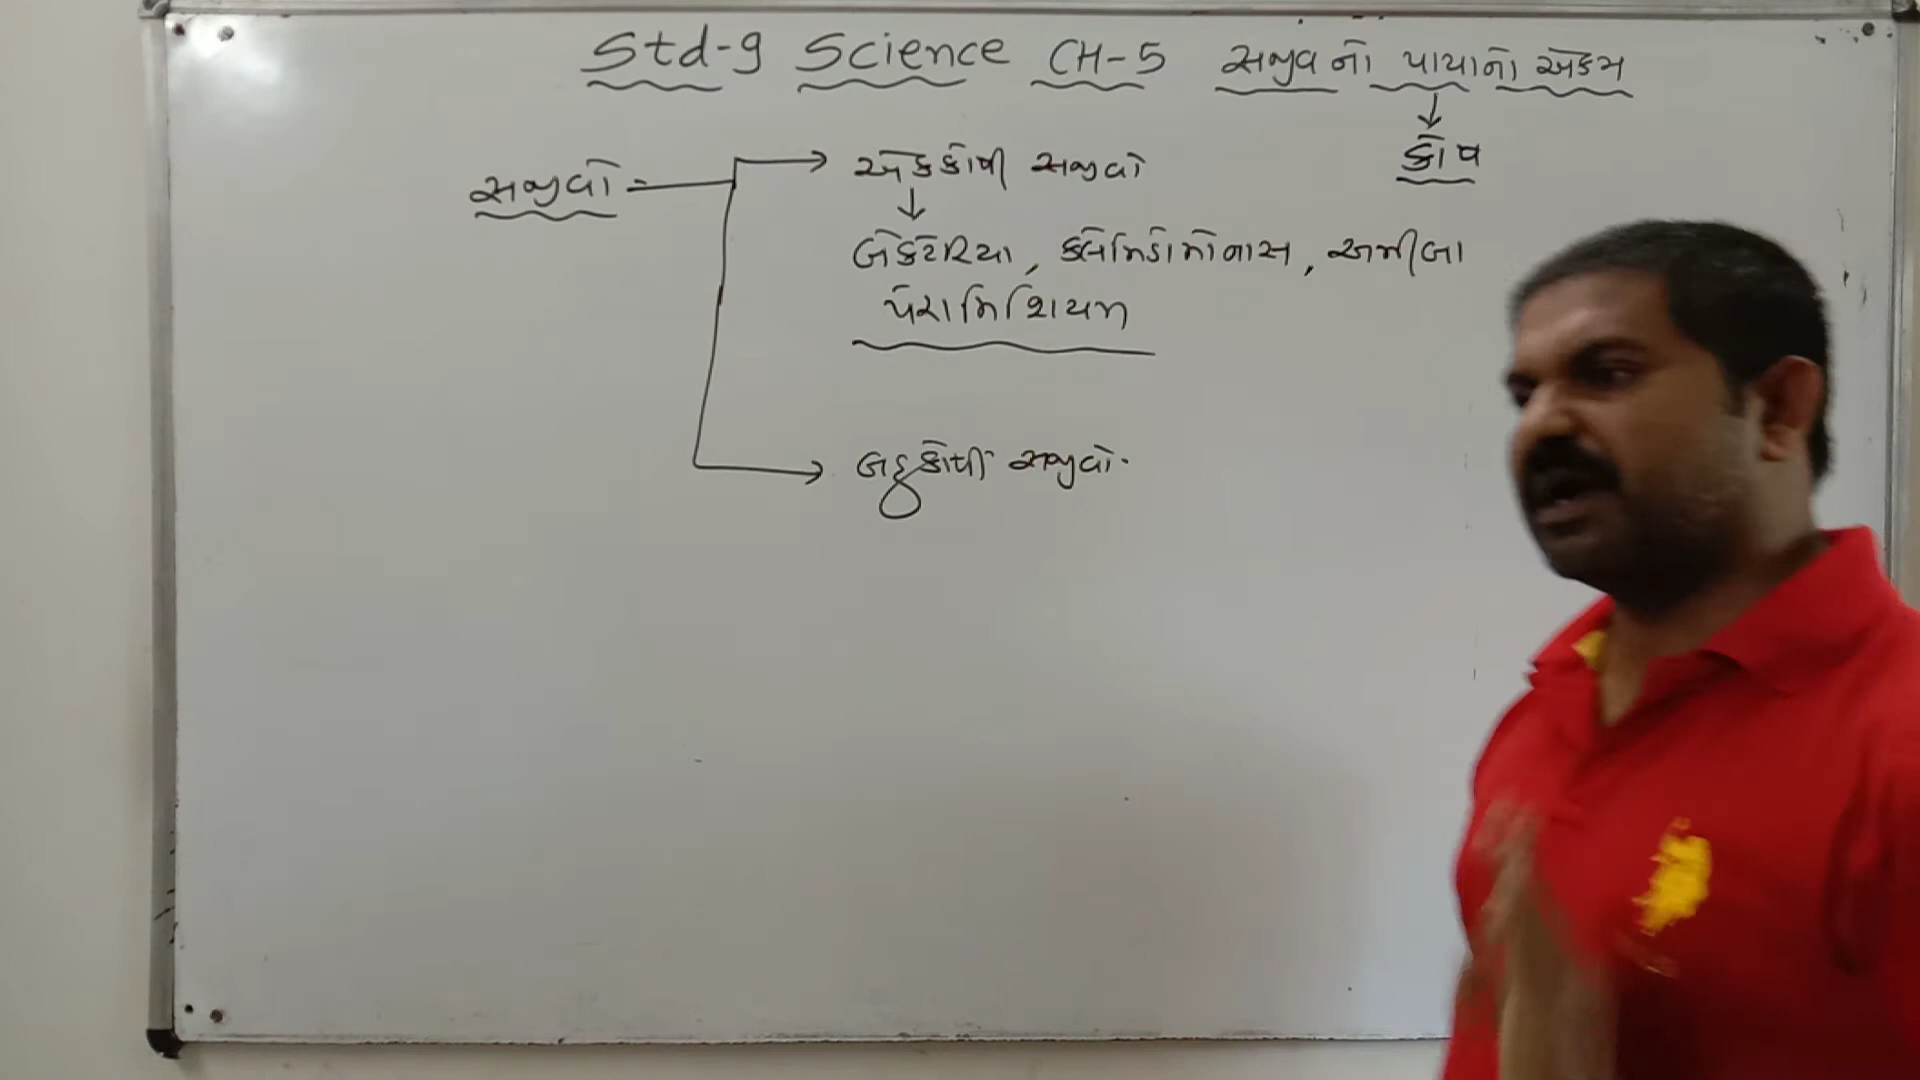 Std-9 Science CH-5 સજીવનો પાયાનો એકમ
કોષ
સજીવો
એકકોષી સજીવો
બેક્ટેરિયા, ક્લેમિડોમોનાસ, અમીબા
પેરામિશિયમ
બહુકોષી સજીવો.